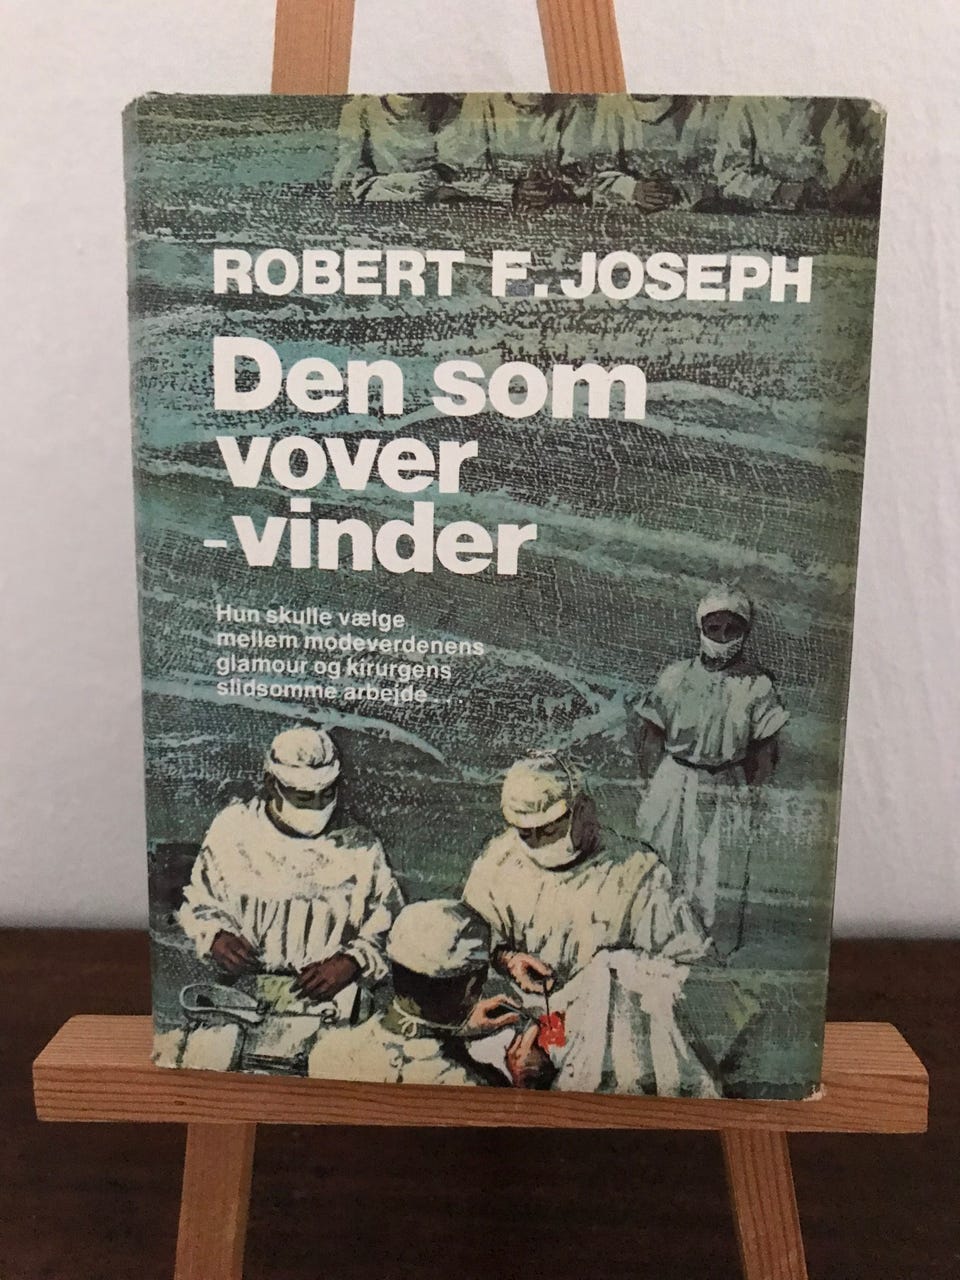 ROBERT F. JOSEPH
Den som
vover
-vinder
Hun skulle vælge
mellem modeverdenens
glamour og kirurgens
slidsomme arbejde....